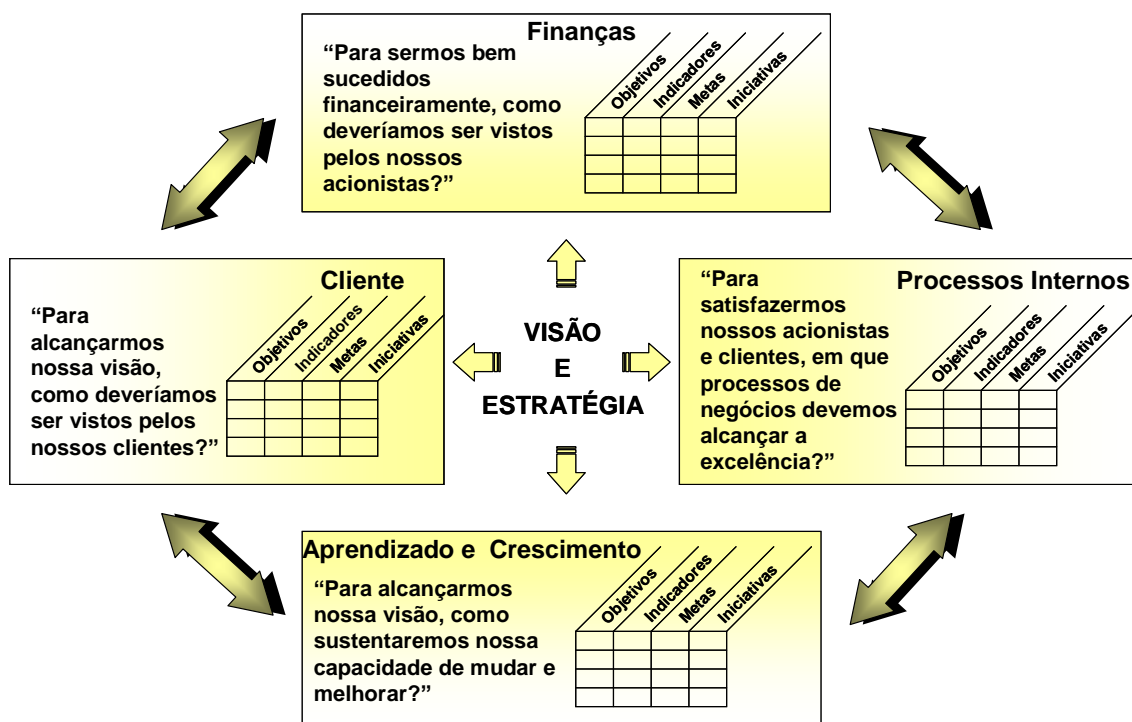 Finanças
“Para sermos bem
sucedidos
financeiramente, como
deveríamos ser vistos
pelos nossos
acionistas?”
Objetivos
Indicadores
Metas
Iniciativas
Cliente
“Para
alcançarmos
nossa visão,
como deveríamos
ser vistos pelos
nossos clientes?”
Objetivos
Indicadores
Metas
Iniciativas
VISÃO
E
ESTRATÉGIA
Processos Internos
“Para
satisfazermos
nossos acionistas
e clientes, em que
processos de
negócios devemos
alcançar a
excelência?”
Objetivos
Indicadores
Metas
Iniciativas
Aprendizado e Crescimento
“Para alcançarmos
nossa visão, como
sustentaremos nossa
capacidade de mudar e
melhorar?”
Objetivos
Indicadores
Metas
Iniciativas